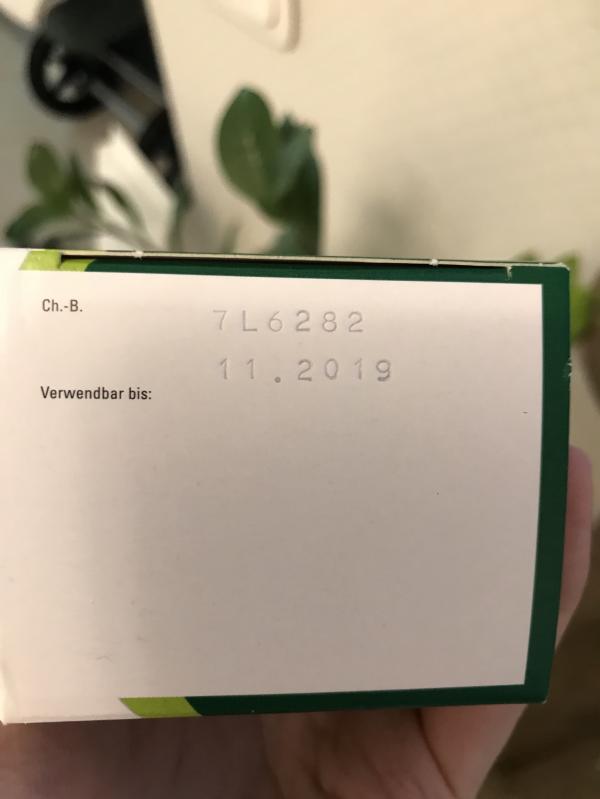 Ch.-B. 7L6282
11.2019
Verwendbar bis: